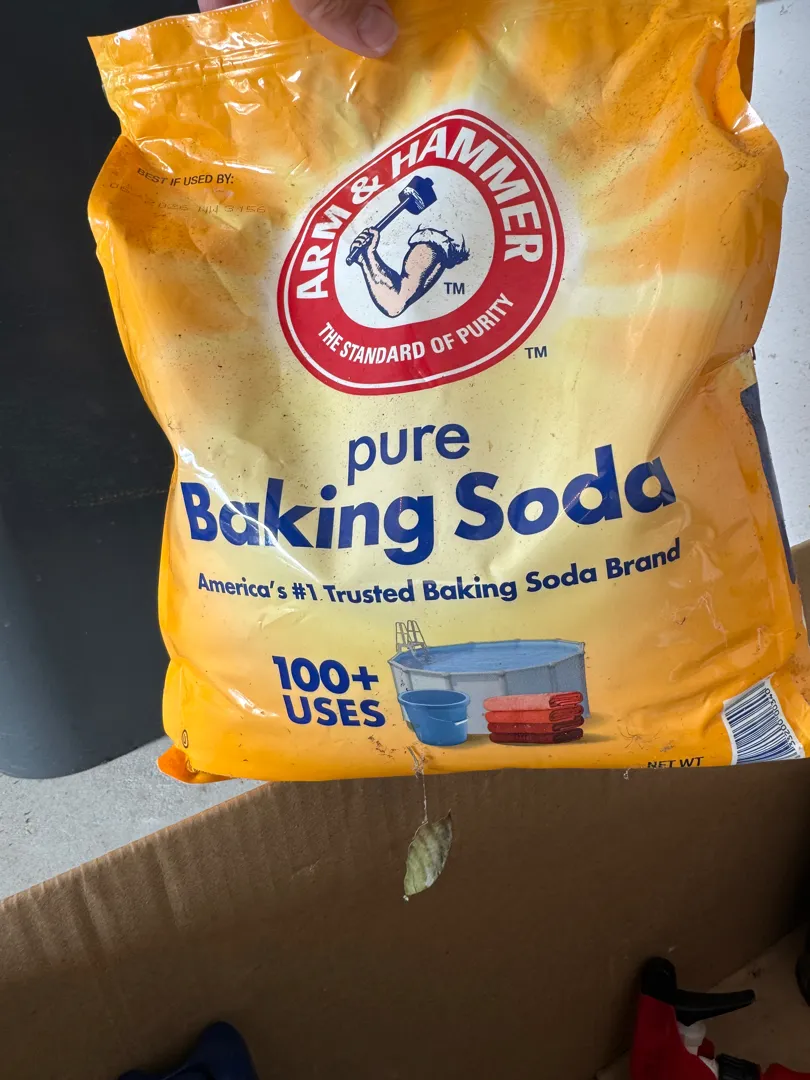 BEST IF USED BY:
ARM & HAMMER
TM
THE STANDARD OF PURITY
TM
pure
Baking Soda
America's #1 Trusted Baking Soda Brand
100+
USES
NET WT